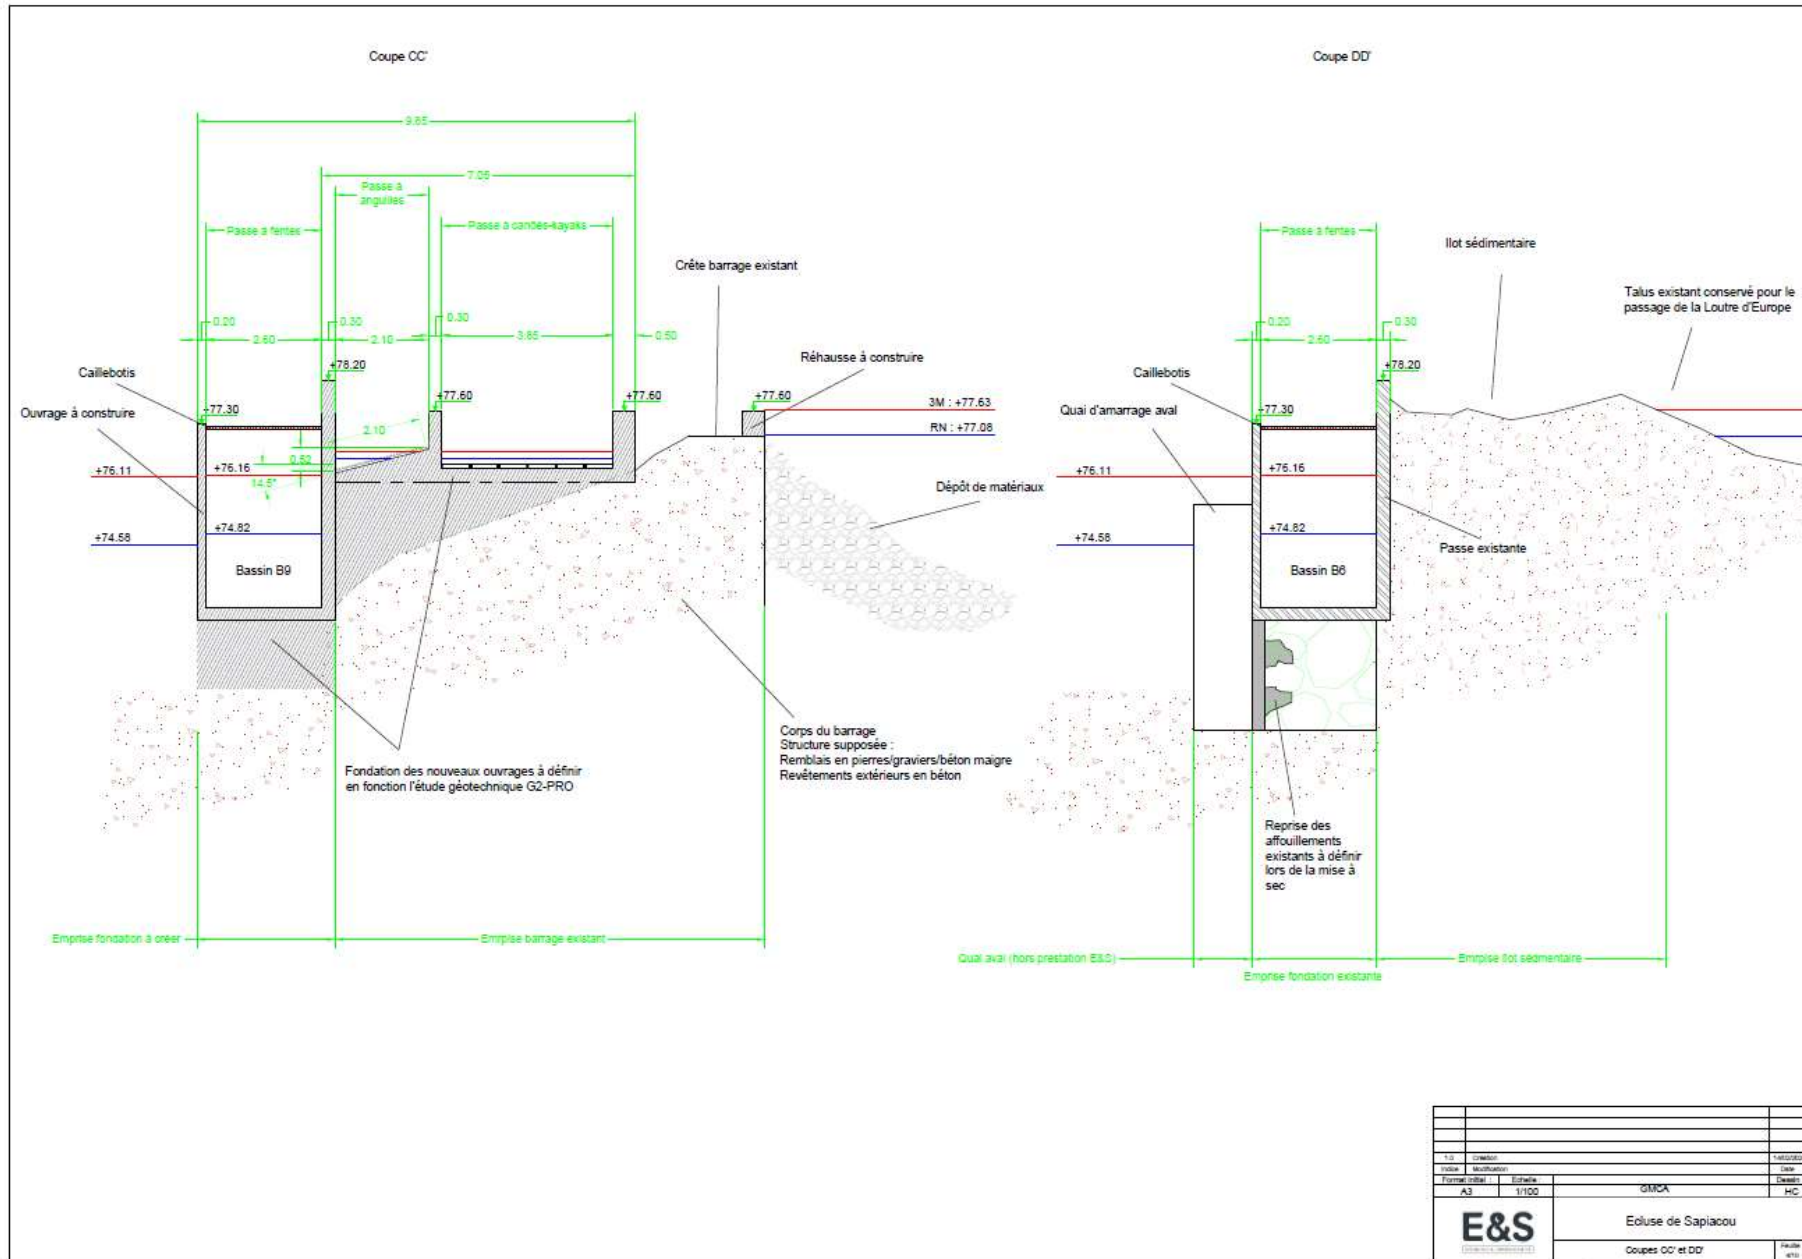 Coupe CC'
9.85
7.05
Passe à
anguilles
Passe à fentes
Passe à canoës-kayaks
Crête barrage existant
0.20
0.30
0.30
2.60
2.10
3.85
0.50
+78.20
Caillebotis
Réhausse à construire
Ouvrage à construire
+77.30
+77.60
+77.60
+77.60
3M : +77.63
RN : +77.08
2.10
+76.11
+76.16
14.5°
Dépôt de matériaux
+74.58
+74.82
Bassin B9
Corps du barrage
Structure supposée :
Remblais en pierres/graviers/béton maigre
Revêtements extérieurs en béton
Fondation des nouveaux ouvrages à définir
en fonction l'étude géotechnique G2-PRO
Emprise fondation à créer
Emrpise barrage existant
Coupe DD'
Passe à fentes
Ilot sédimentaire
Talus existant conservé pour le
passage de la Loutre d'Europe
0.20
0.30
2.60
+78.20
Caillebotis
Quai d'amarrage aval
+77.30
+76.11
+76.16
+74.58
+74.82
Passe existante
Bassin B6
Reprise des
affouillements
existants à définir
lors de la mise à
sec
Quai aval (hors prestation E&S)
Emprise fondation existante
Emrpise îlot sédimentaire
1.0 Création
Indice Modification Date
Format initial : Echelle Dessin
A3 1/100 GMCA HC
E&S
Ecluse de Sapiacou
Coupes CC' et DD'